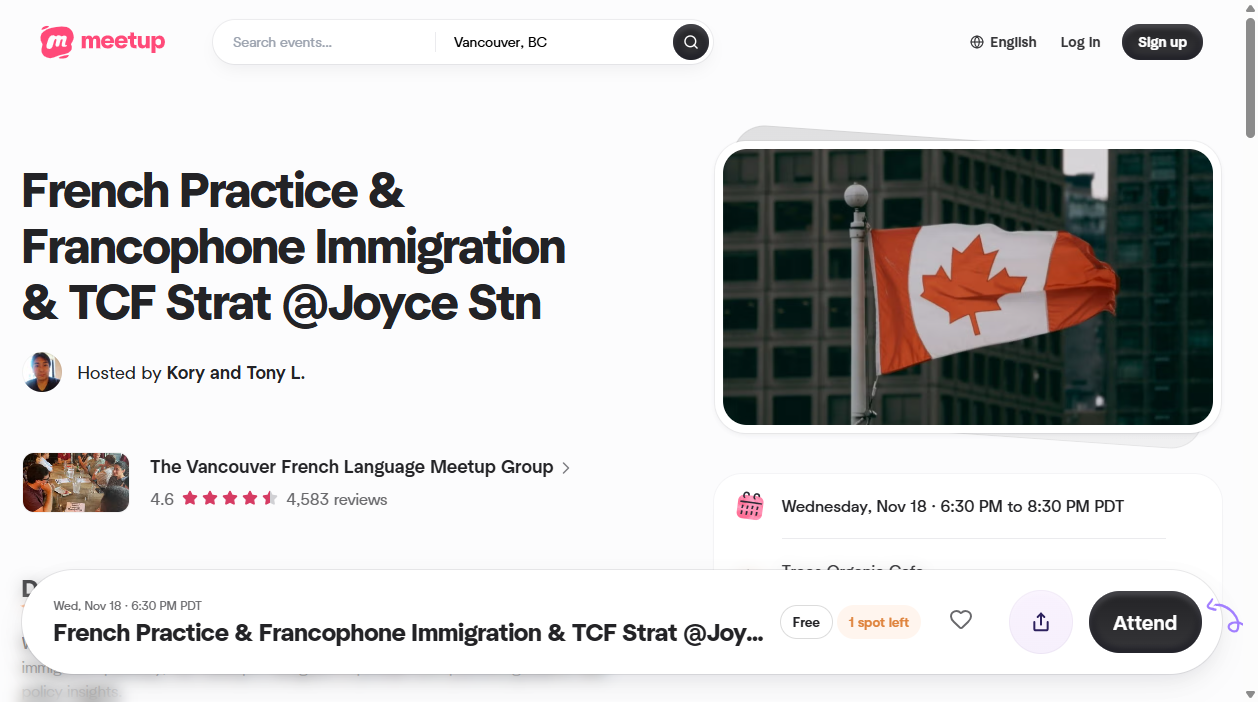 meetup
Search events...
Vancouver, BC
English
Log in
Sign up
French Practice &
Francophone Immigration
& TCF Strat @Joyce Stn
Hosted by Kory and Tony L.
The Vancouver French Language Meetup Group
4.6
4,583 reviews
Wednesday, Nov 18 · 6:30 PM to 8:30 PM PDT
Wed, Nov 18 · 6:30 PM PDT
French Practice & Francophone Immigration & TCF Strat @Joy...
Free
1 spot left
Attend
policy insights.